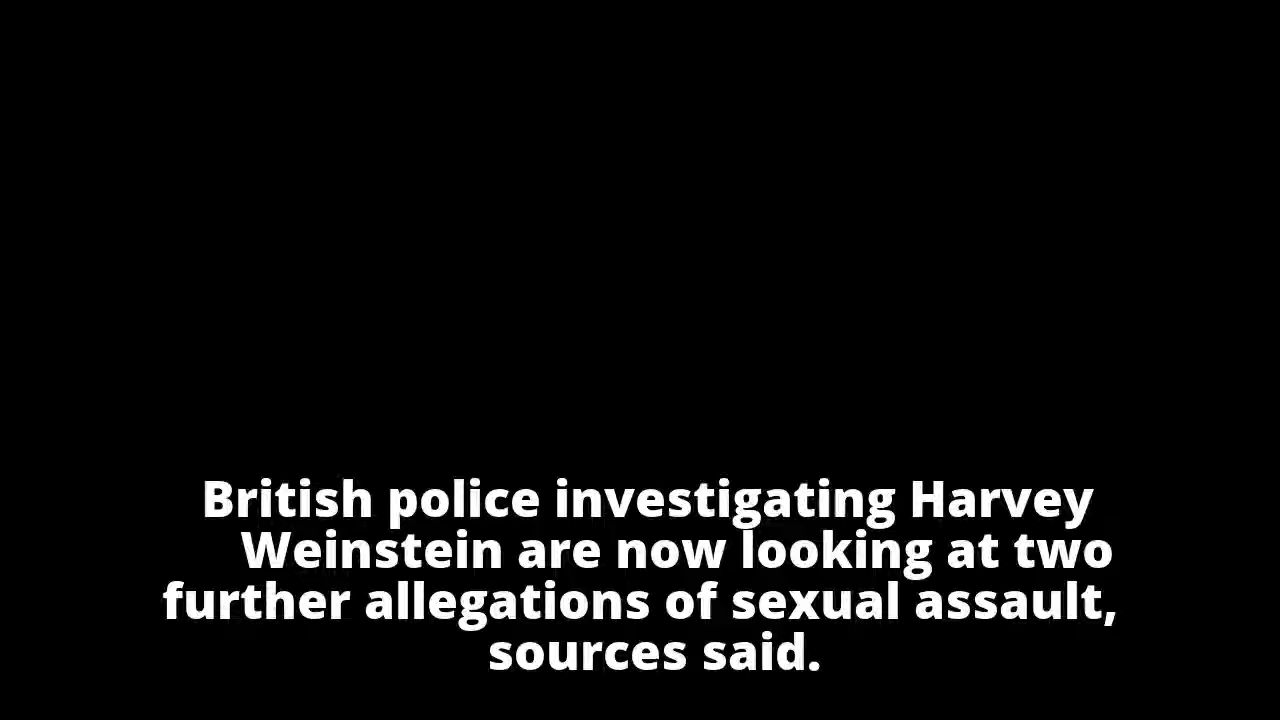 British police investigating Harvey
Weinstein are now looking at two
further allegations of sexual assault,
sources said.